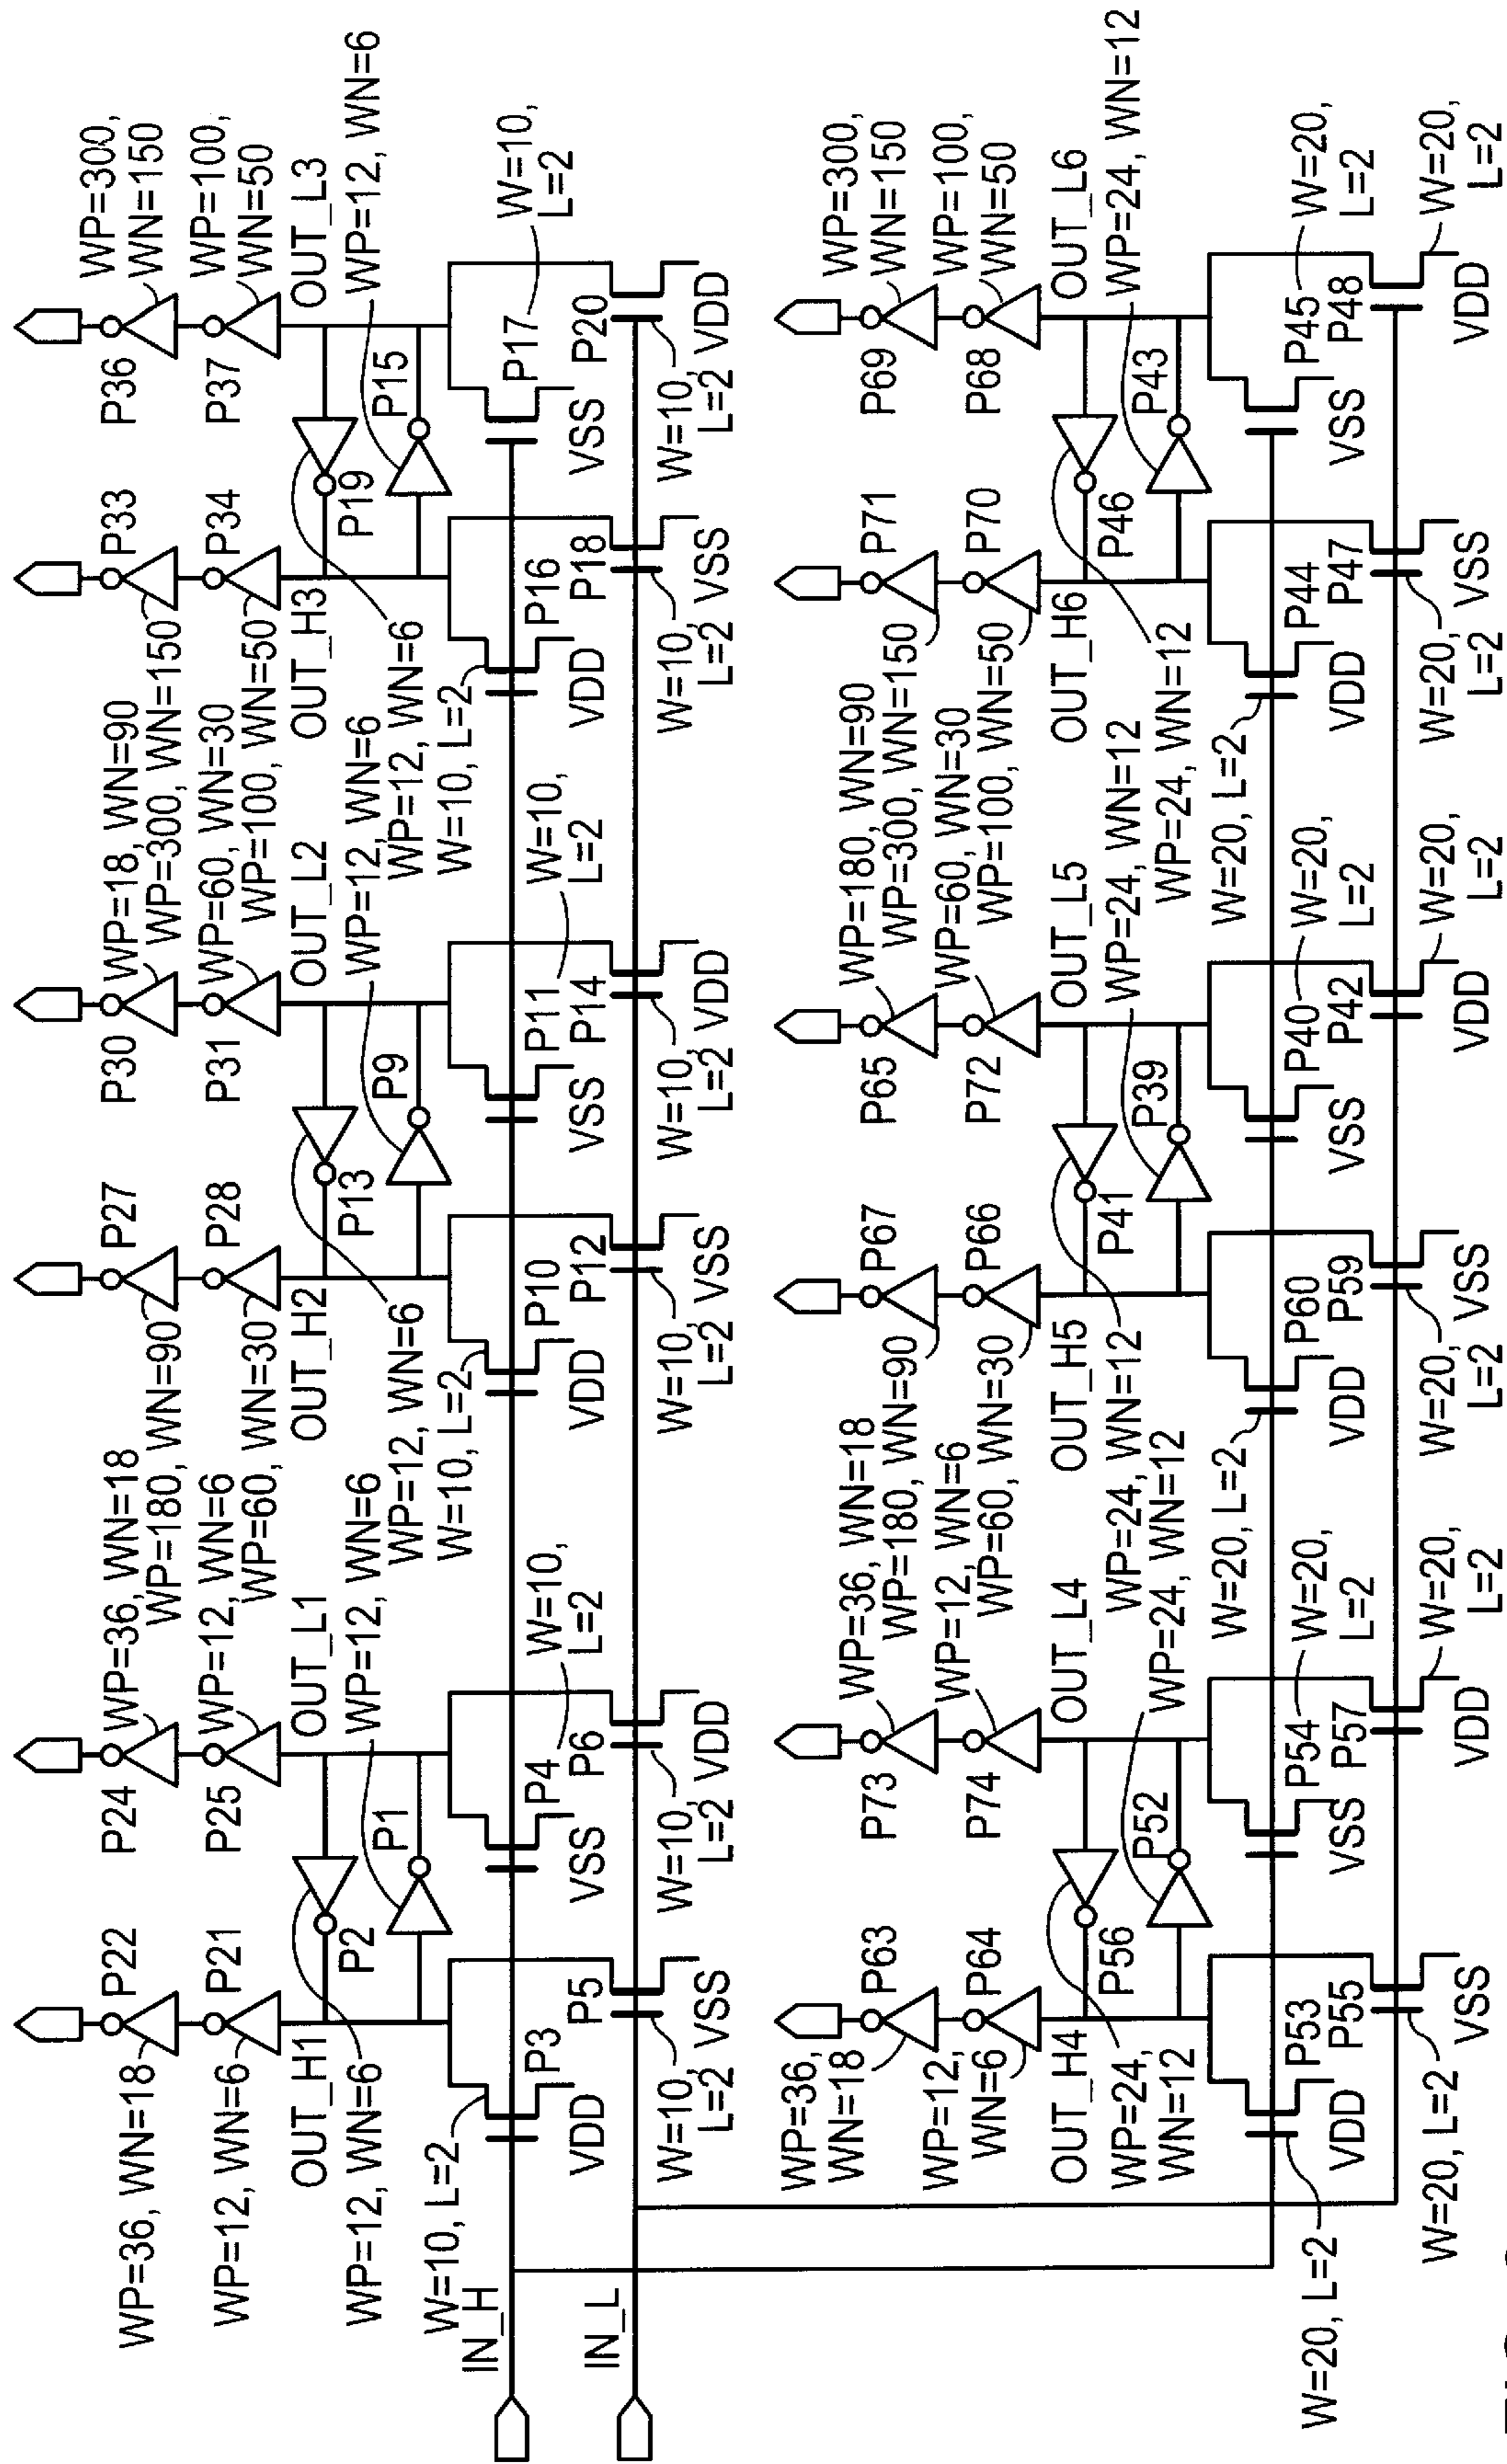 WP=36, WN=18
P22
P24
WP=36, WN=18
WP=180, WN=90
P27
P30
WP=18, WN=90
WP=300, WN=150
P33
P36
WP=300,
WN=150
WP=12, WN=6
P21
P25
WP=12, WN=6
WP=60, WN=30
P28
P31
WP=60, WN=30
WP=100, WN=50
P34
P37
WP=100,
WN=50
OUT_H1
OUT_L1
OUT_H2
OUT_L2
OUT_H3
OUT_L3
WP=12, WN=6
P2
P1
WP=12, WN=6
WP=12, WN=6
P13
P9
WP=12, WN=6
WP=12, WN=6
P19
P15
WP=12, WN=6
W=10, L=2
P3
VDD
P4
VSS
W=10,
L=2
W=10, L=2
P10
VDD
P11
VSS
W=10,
L=2
W=10, L=2
P16
VDD
P17
VSS
W=10,
L=2
IN_H
IN_L
P5
W=10,
L=2
VSS
P6
W=10,
L=2
VDD
P12
W=10,
L=2
VSS
P14
W=10,
L=2
VDD
P18
W=10,
L=2
VSS
P20
W=10,
L=2
VDD
WP=36,
WN=18
P63
P73
WP=36, WN=18
WP=180, WN=90
P67
P65
WP=180, WN=90
WP=300, WN=150
P71
P69
WP=300,
WN=150
WP=12,
WN=6
P64
P74
WP=12, WN=6
WP=60, WN=30
P66
P72
WP=60, WN=30
WP=100, WN=50
P70
P68
WP=100,
WN=50
OUT_H4
OUT_L4
OUT_H5
OUT_L5
OUT_H6
OUT_L6
WP=24,
WN=12
P56
P52
WP=24, WN=12
WP=24, WN=12
P41
P39
WP=24, WN=12
WP=24, WN=12
P46
P43
WP=24, WN=12
W=20, L=2
P53
VDD
P54
VSS
W=20,
L=2
W=20, L=2
P60
VDD
P40
VSS
W=20,
L=2
W=20, L=2
P44
VDD
P45
VSS
W=20,
L=2
P55
W=20, L=2
VSS
P57
VDD
W=20,
L=2
P59
W=20,
L=2
VSS
P42
VDD
W=20,
L=2
P47
W=20,
L=2
VSS
P48
VDD
W=20,
L=2